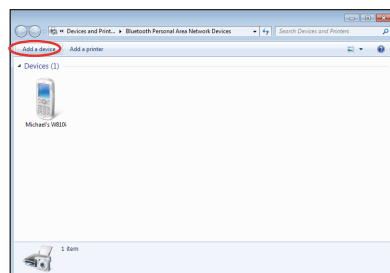 « Devices and Print... ▸ Bluetooth Personal Area Network Devices
Search Devices and Printers
Add a device
Add a printer
Devices (1)
Michael's W810i
1 item